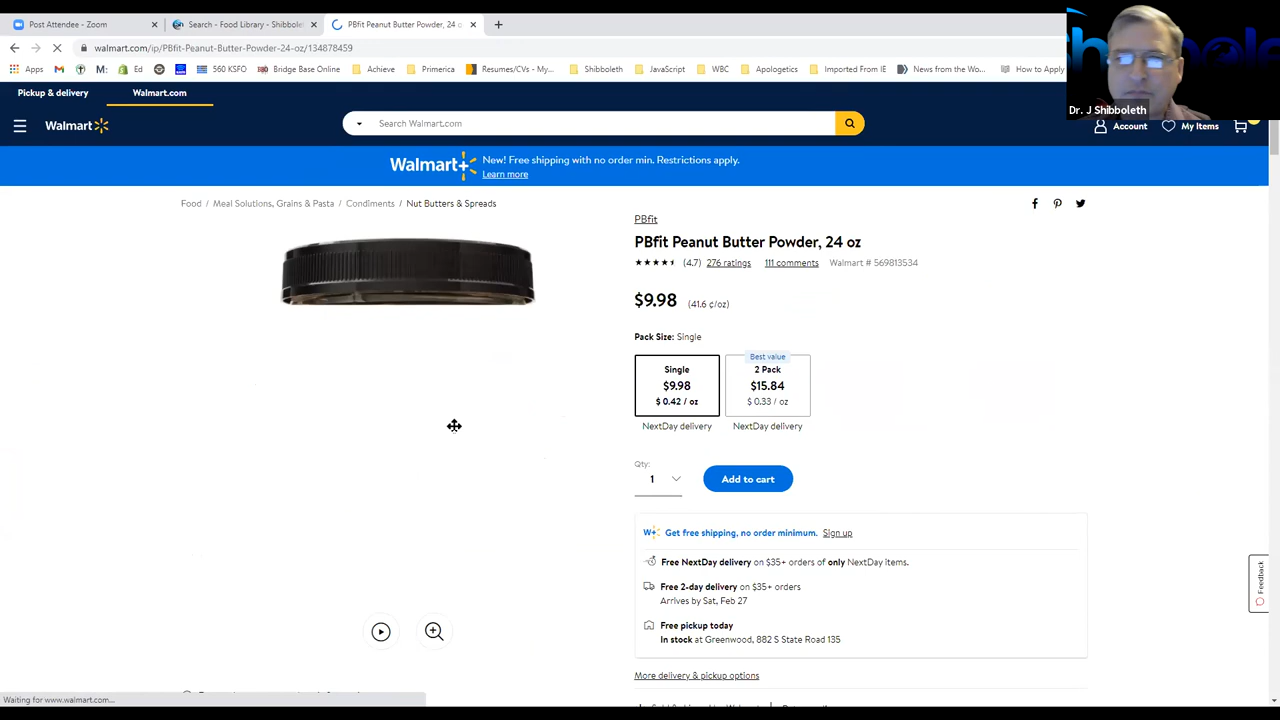 Post Attendee - Zoom
Search - Food Library - Shibbole
PBfit Peanut Butter Powder, 24 o
walmart.com/ip/PBfit-Peanut-Butter-Powder-24-oz/134878459
Apps
M:
Ed
560 KSFO
Bridge Base Online
Achieve
Primerica
Resumes/CVs - My...
Shibboleth
JavaScript
WBC
Apologetics
Imported From IE
News from the Wo...
How to Apply
Dr. J Shibboleth
Pickup & delivery
Walmart.com
Walmart
Search Walmart.com
Account
My Items
Walmart+
New! Free shipping with no order min. Restrictions apply.
Learn more
Food / Meal Solutions, Grains & Pasta / Condiments / Nut Butters & Spreads
PBfit
PBfit Peanut Butter Powder, 24 oz
(4.7) 276 ratings 111 comments Walmart # 569813534
$9.98 (41.6 ¢/oz)
Pack Size: Single
Best value
Single
$9.98
$ 0.42 / oz
2 Pack
$15.84
$ 0.33 / oz
NextDay delivery
NextDay delivery
Qty:
1
Add to cart
W+ Get free shipping, no order minimum. Sign up
Free NextDay delivery on $35+ orders of only NextDay items.
Free 2-day delivery on $35+ orders
Arrives by Sat, Feb 27
Free pickup today
In stock at Greenwood, 882 S State Road 135
More delivery & pickup options
Feedback
Waiting for www.walmart.com...